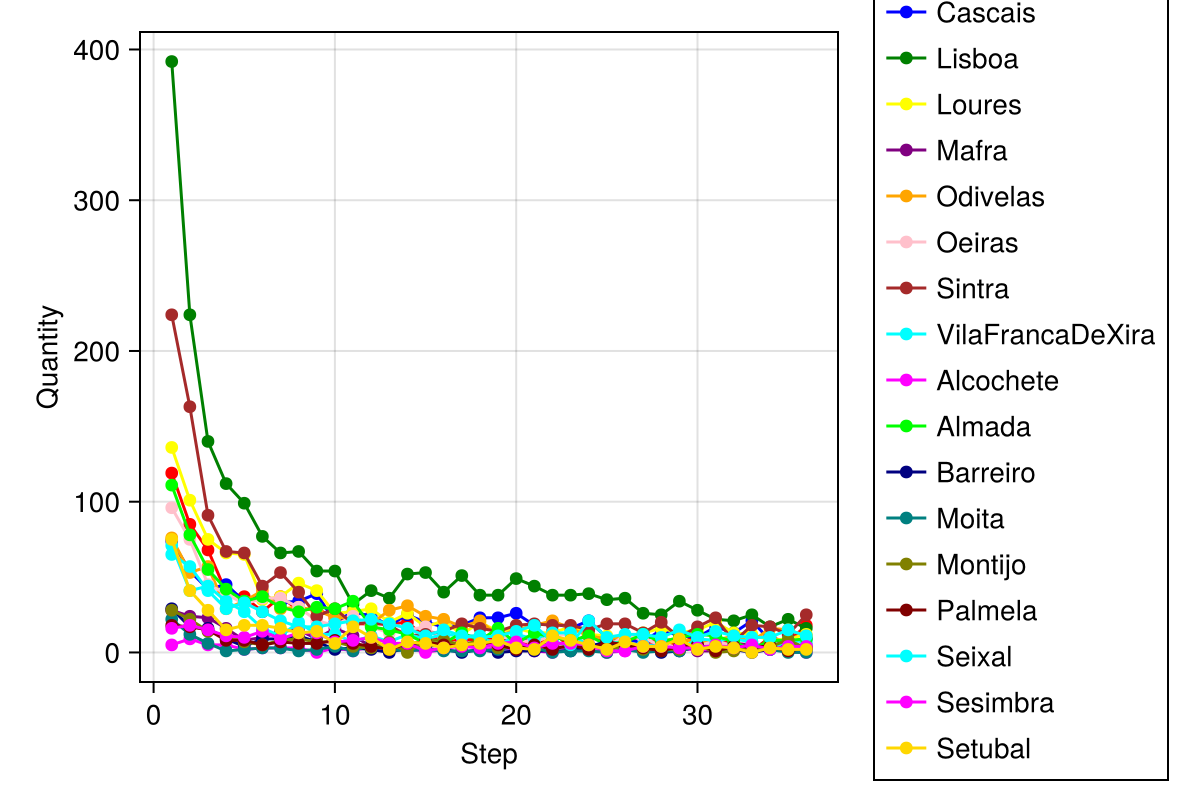 400
300
200
100
0
Quantity
0 10 20 30
Step
Cascais
Lisboa
Loures
Mafra
Odivelas
Oeiras
Sintra
VilaFrancaDeXira
Alcochete
Almada
Barreiro
Moita
Montijo
Palmela
Seixal
Sesimbra
Setubal